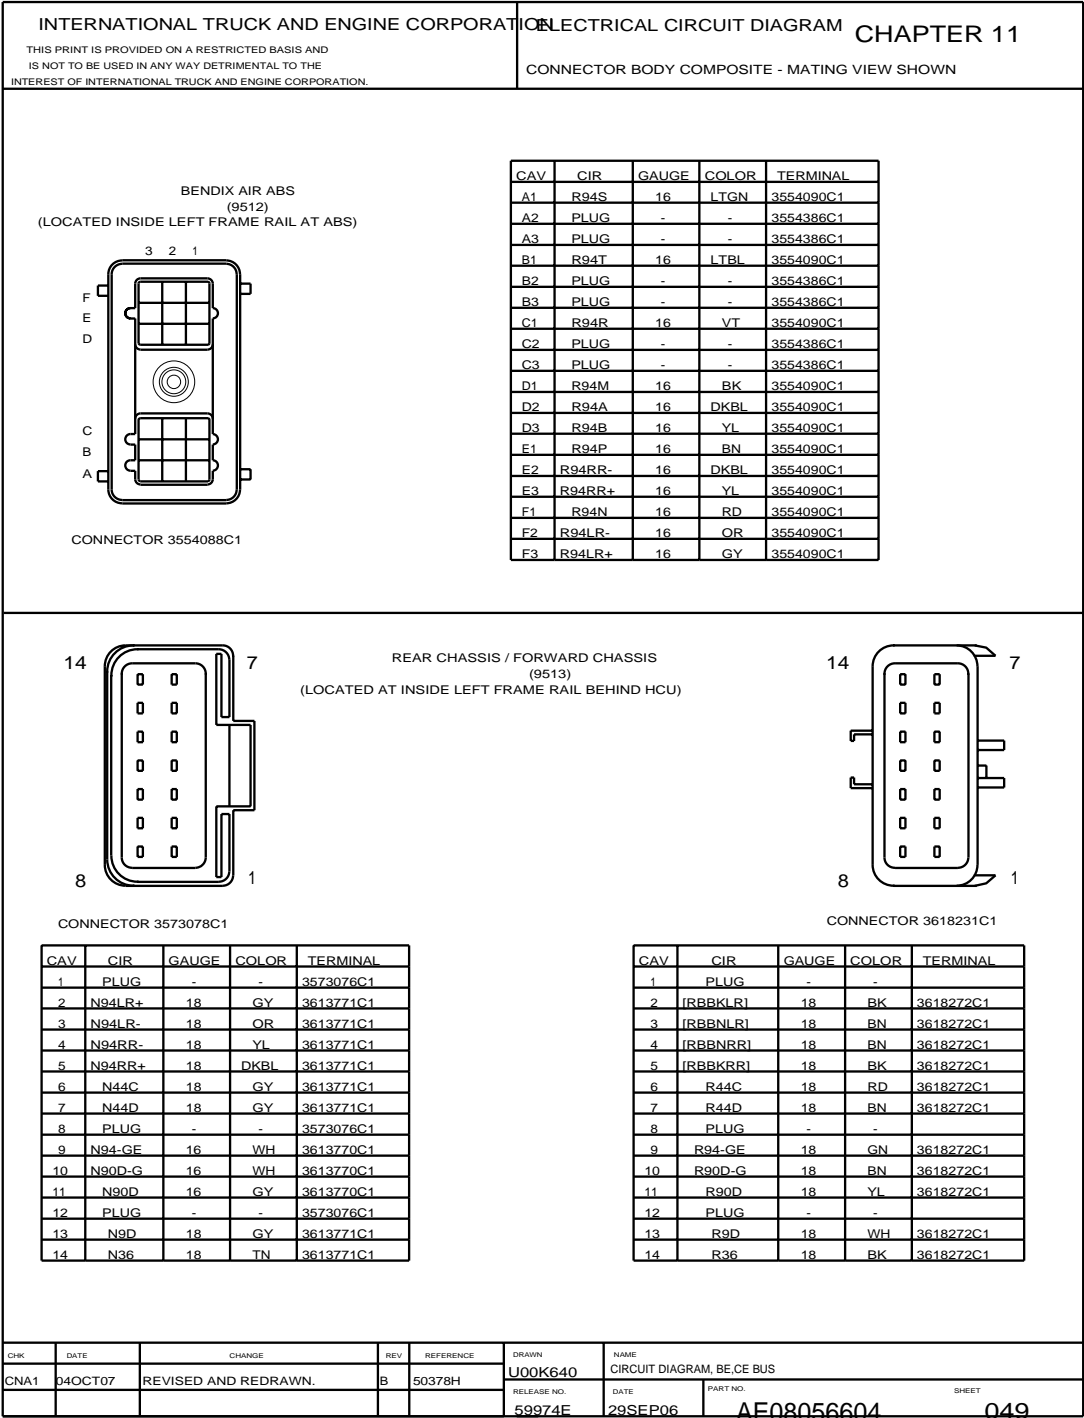 INTERNATIONAL TRUCK AND ENGINE CORPORATION
THIS PRINT IS PROVIDED ON A RESTRICTED BASIS AND
IS NOT TO BE USED IN ANY WAY DETRIMENTAL TO THE
INTEREST OF INTERNATIONAL TRUCK AND ENGINE CORPORATION.
ELECTRICAL CIRCUIT DIAGRAM CHAPTER 11
CONNECTOR BODY COMPOSITE - MATING VIEW SHOWN
BENDIX AIR ABS
(9512)
(LOCATED INSIDE LEFT FRAME RAIL AT ABS)
3 2 1
F
E
D
C
B
A
CONNECTOR 3554088C1
CAV CIR GAUGE COLOR TERMINAL
A1 R94S 16 LTGN 3554090C1
A2 PLUG - - 3554386C1
A3 PLUG - - 3554386C1
B1 R94T 16 LTBL 3554090C1
B2 PLUG - - 3554386C1
B3 PLUG - - 3554386C1
C1 R94R 16 VT 3554090C1
C2 PLUG - - 3554386C1
C3 PLUG - - 3554386C1
D1 R94M 16 BK 3554090C1
D2 R94A 16 DKBL 3554090C1
D3 R94B 16 YL 3554090C1
E1 R94P 16 BN 3554090C1
E2 R94RR- 16 DKBL 3554090C1
E3 R94RR+ 16 YL 3554090C1
F1 R94N 16 RD 3554090C1
F2 R94LR- 16 OR 3554090C1
F3 R94LR+ 16 GY 3554090C1
REAR CHASSIS / FORWARD CHASSIS
(9513)
(LOCATED AT INSIDE LEFT FRAME RAIL BEHIND HCU)
14 7
8 1
CONNECTOR 3573078C1
CAV CIR GAUGE COLOR TERMINAL
1 PLUG - - 3573076C1
2 N94LR+ 18 GY 3613771C1
3 N94LR- 18 OR 3613771C1
4 N94RR- 18 YL 3613771C1
5 N94RR+ 18 DKBL 3613771C1
6 N44C 18 GY 3613771C1
7 N44D 18 GY 3613771C1
8 PLUG - - 3573076C1
9 N94-GE 16 WH 3613770C1
10 N90D-G 16 WH 3613770C1
11 N90D 16 GY 3613770C1
12 PLUG - - 3573076C1
13 N9D 18 GY 3613771C1
14 N36 18 TN 3613771C1
14 7
8 1
CONNECTOR 3618231C1
CAV CIR GAUGE COLOR TERMINAL
1 PLUG - -
2 [RBBKLR] 18 BK 3618272C1
3 [RBBNLR] 18 BN 3618272C1
4 [RBBNRR] 18 BN 3618272C1
5 [RBBKRR] 18 BK 3618272C1
6 R44C 18 RD 3618272C1
7 R44D 18 BN 3618272C1
8 PLUG - -
9 R94-GE 18 GN 3618272C1
10 R90D-G 18 BN 3618272C1
11 R90D 18 YL 3618272C1
12 PLUG - -
13 R9D 18 WH 3618272C1
14 R36 18 BK 3618272C1
CHK DATE CHANGE REV REFERENCE
CNA1 04OCT07 REVISED AND REDRAWN. B 50378H
DRAWN
U00K640
NAME
CIRCUIT DIAGRAM, BE,CE BUS
RELEASE NO.
59974E
DATE
29SEP06
PART NO.
AE08056604
SHEET
049